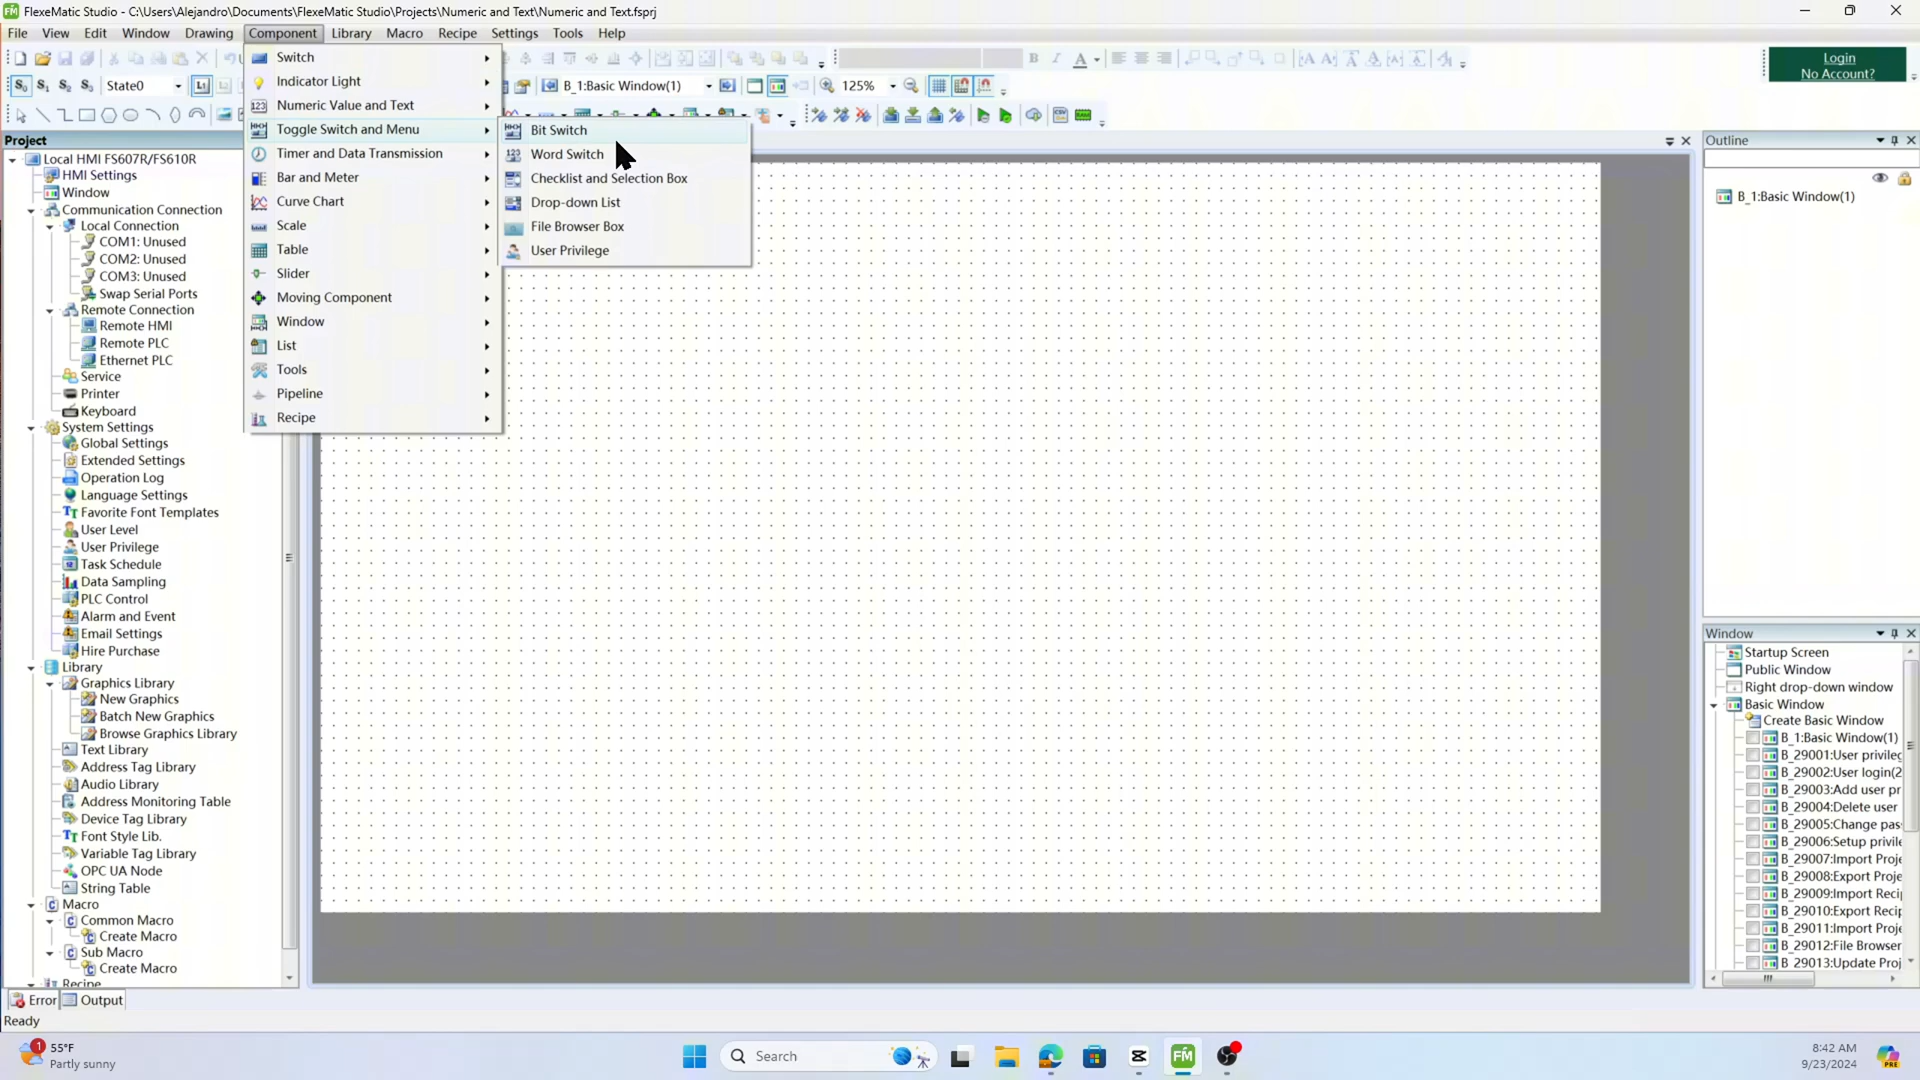 FlexeMatic Studio - C:\Users\Alejandro\Documents\FlexeMatic Studio\Projects\Numeric and Text\Numeric and Text.fsprj
File View Edit Window Drawing Component Library Macro Recipe Settings Tools Help
Login
No Account?
State0
B_1:Basic Window(1)
125%
Project
Local HMI FS607R/FS610R
HMI Settings
Window
Communication Connection
Local Connection
COM1: Unused
COM2: Unused
COM3: Unused
Swap Serial Ports
Remote Connection
Remote HMI
Remote PLC
Ethernet PLC
Service
Printer
Keyboard
System Settings
Global Settings
Extended Settings
Operation Log
Language Settings
Favorite Font Templates
User Level
User Privilege
Task Schedule
Data Sampling
PLC Control
Alarm and Event
Email Settings
Hire Purchase
Library
Graphics Library
New Graphics
Batch New Graphics
Browse Graphics Library
Text Library
Address Tag Library
Audio Library
Address Monitoring Table
Device Tag Library
Font Style Lib.
Variable Tag Library
OPC UA Node
String Table
Macro
Common Macro
Create Macro
Sub Macro
Create Macro
Recipe
Switch
Indicator Light
Numeric Value and Text
Toggle Switch and Menu
Timer and Data Transmission
Bar and Meter
Curve Chart
Scale
Table
Slider
Moving Component
Window
List
Tools
Pipeline
Recipe
Bit Switch
Word Switch
Checklist and Selection Box
Drop-down List
File Browser Box
User Privilege
Outline
B_1:Basic Window(1)
Window
Startup Screen
Public Window
Right drop-down window
Basic Window
Create Basic Window
B_1:Basic Window(1)
B_29001:User privileg
B_29002:User login(2
B_29003:Add user pr
B_29004:Delete user
B_29005:Change pas
B_29006:Setup privile
B_29007:Import Proje
B_29008:Export Proje
B_29009:Import Recip
B_29010:Export Recip
B_29011:Import Proje
B_29012:File Browser
B_29013:Update Proj
Error Output
Ready
1
55°F
Partly sunny
Search
FM
8:42 AM
9/23/2024
PRE